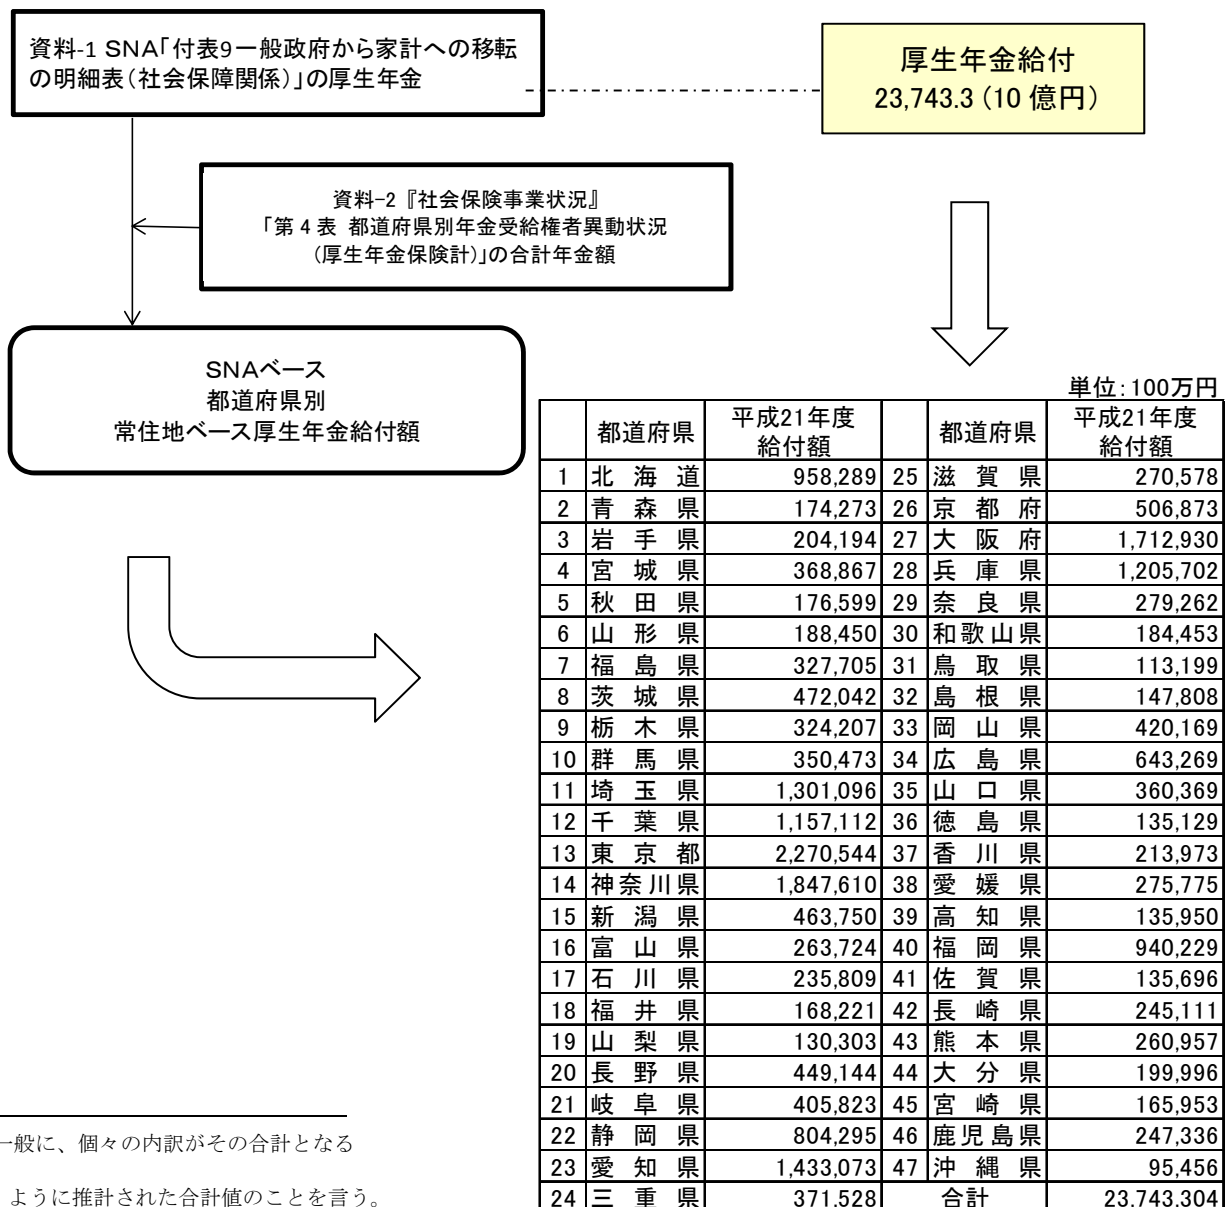 資料-1 SNA｢付表9一般政府から家計への移転
の明細表(社会保障関係)｣の厚生年金
厚生年金給付
23,743.3 (10 億円)
資料-2『社会保険事業状況』
｢第 4 表 都道府県別年金受給権者異動状況
(厚生年金保険計)｣の合計年金額
SNAベース
都道府県別
常住地ベース厚生年金給付額
単位:100万円
都道府県 平成21年度 給付額 都道府県 平成21年度 給付額
1 北海道 958,289 25 滋賀県 270,578
2 青森県 174,273 26 京都府 506,873
3 岩手県 204,194 27 大阪府 1,712,930
4 宮城県 368,867 28 兵庫県 1,205,702
5 秋田県 176,599 29 奈良県 279,262
6 山形県 188,450 30 和歌山県 184,453
7 福島県 327,705 31 鳥取県 113,199
8 茨城県 472,042 32 島根県 147,808
9 栃木県 324,207 33 岡山県 420,169
10 群馬県 350,473 34 広島県 643,269
11 埼玉県 1,301,096 35 山口県 360,369
12 千葉県 1,157,112 36 徳島県 135,129
13 東京都 2,270,544 37 香川県 213,973
14 神奈川県 1,847,610 38 愛媛県 275,775
15 新潟県 463,750 39 高知県 135,950
16 富山県 263,724 40 福岡県 940,229
17 石川県 235,809 41 佐賀県 135,696
18 福井県 168,221 42 長崎県 245,111
19 山梨県 130,303 43 熊本県 260,957
20 長野県 449,144 44 大分県 199,996
21 岐阜県 405,823 45 宮崎県 165,953
22 静岡県 804,295 46 鹿児島県 247,336
23 愛知県 1,433,073 47 沖縄県 95,456
24 三重県 371,528 合計 23,743,304
一般に、個々の内訳がその合計となる
ように推計された合計値のことを言う。